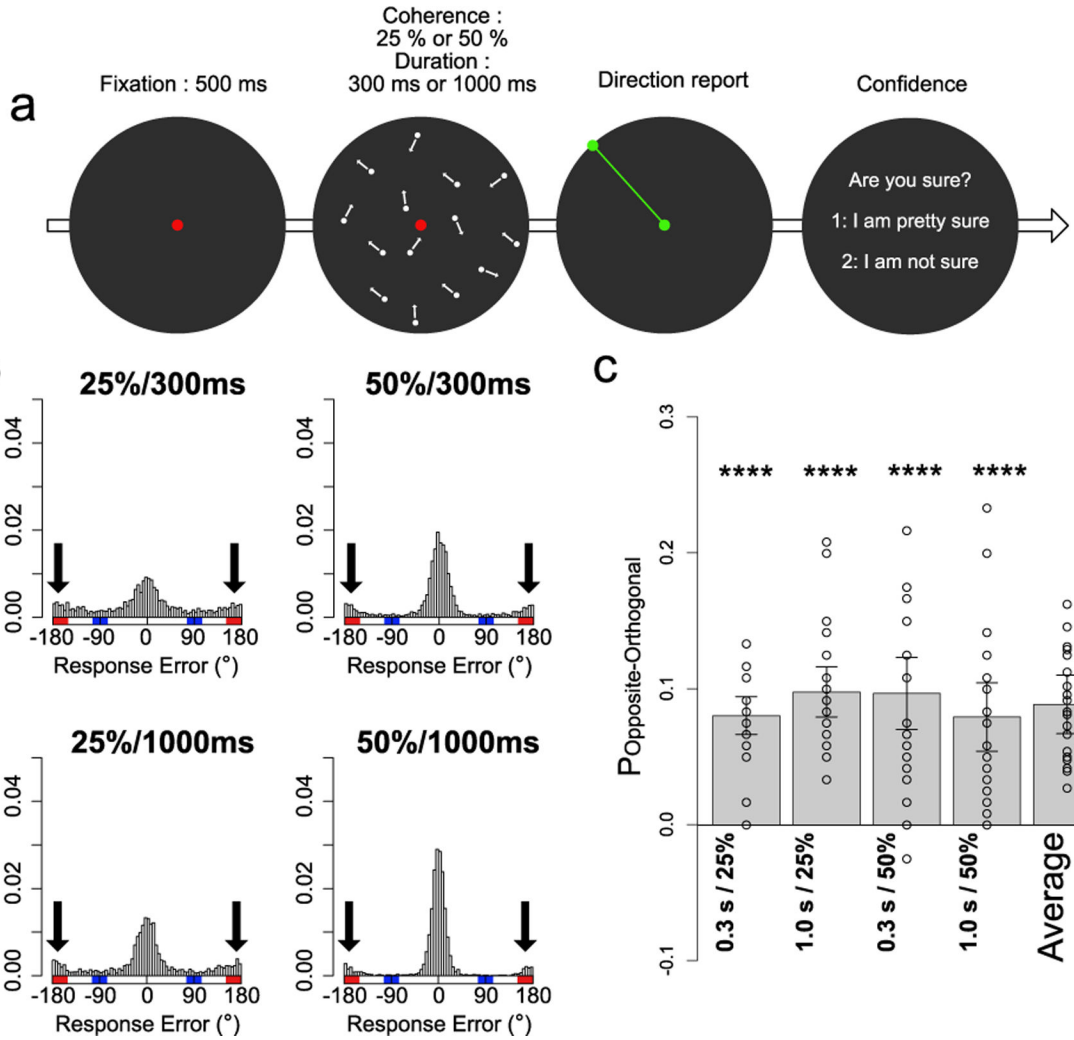 Coherence :
25 % or 50 %
Duration :
300 ms or 1000 ms
Fixation : 500 ms
Direction report
Confidence
a
Are you sure?
1: I am pretty sure
2: I am not sure
25%/300ms
0.04
0.02
0.00
-180 -90 0 90 180
Response Error (°)
50%/300ms
0.04
0.02
0.00
-180 -90 0 90 180
Response Error (°)
25%/1000ms
0.04
0.02
0.00
-180 -90 0 90 180
Response Error (°)
50%/1000ms
0.04
0.02
0.00
-180 -90 0 90 180
Response Error (°)
c
POpposite-Orthogonal
0.3
0.2
0.1
0.0
-0.1
**** **** **** ****
0.3 s / 25%
1.0 s / 25%
0.3 s / 50%
1.0 s / 50%
Average